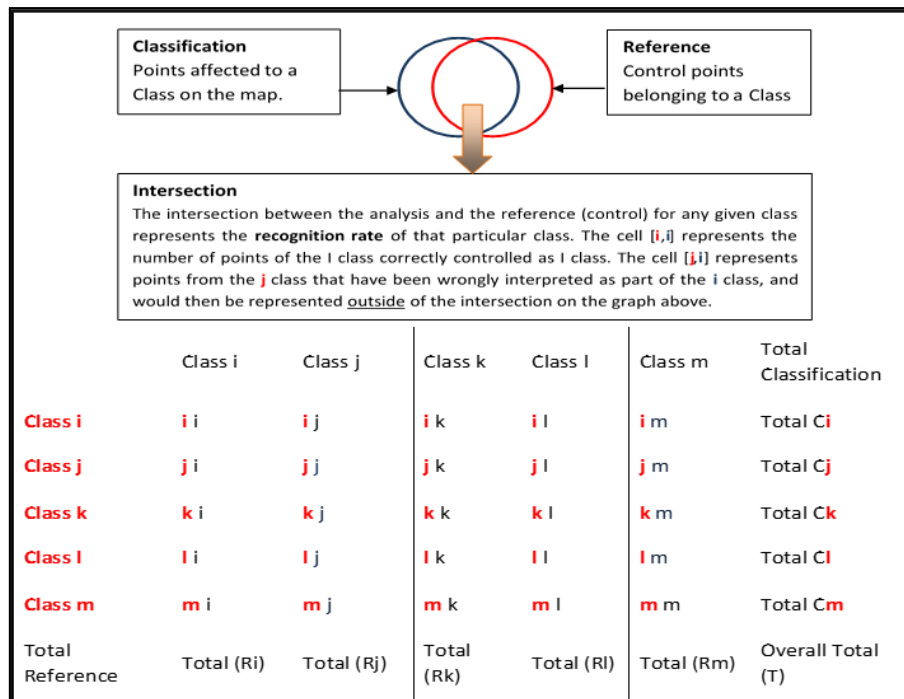 Classification
Points affected to a
Class on the map.
Reference
Control points
belonging to a Class
Intersection
The intersection between the analysis and the reference (control) for any given class
represents the recognition rate of that particular class. The cell [i,i] represents the
number of points of the I class correctly controlled as I class. The cell [j,i] represents
points from the j class that have been wrongly interpreted as part of the i class, and
would then be represented outside of the intersection on the graph above.
Class i Class j Class k Class l Class m Total Classification
Class i i i i j i k i l i m Total Ci
Class j j i j j j k j l j m Total Cj
Class k k i k j k k k l k m Total Ck
Class l l i l j l k l l l m Total Cl
Class m m i m j m k m l m m Total Cm
Total Reference Total (Ri) Total (Rj) Total (Rk) Total (Rl) Total (Rm) Overall Total (T)